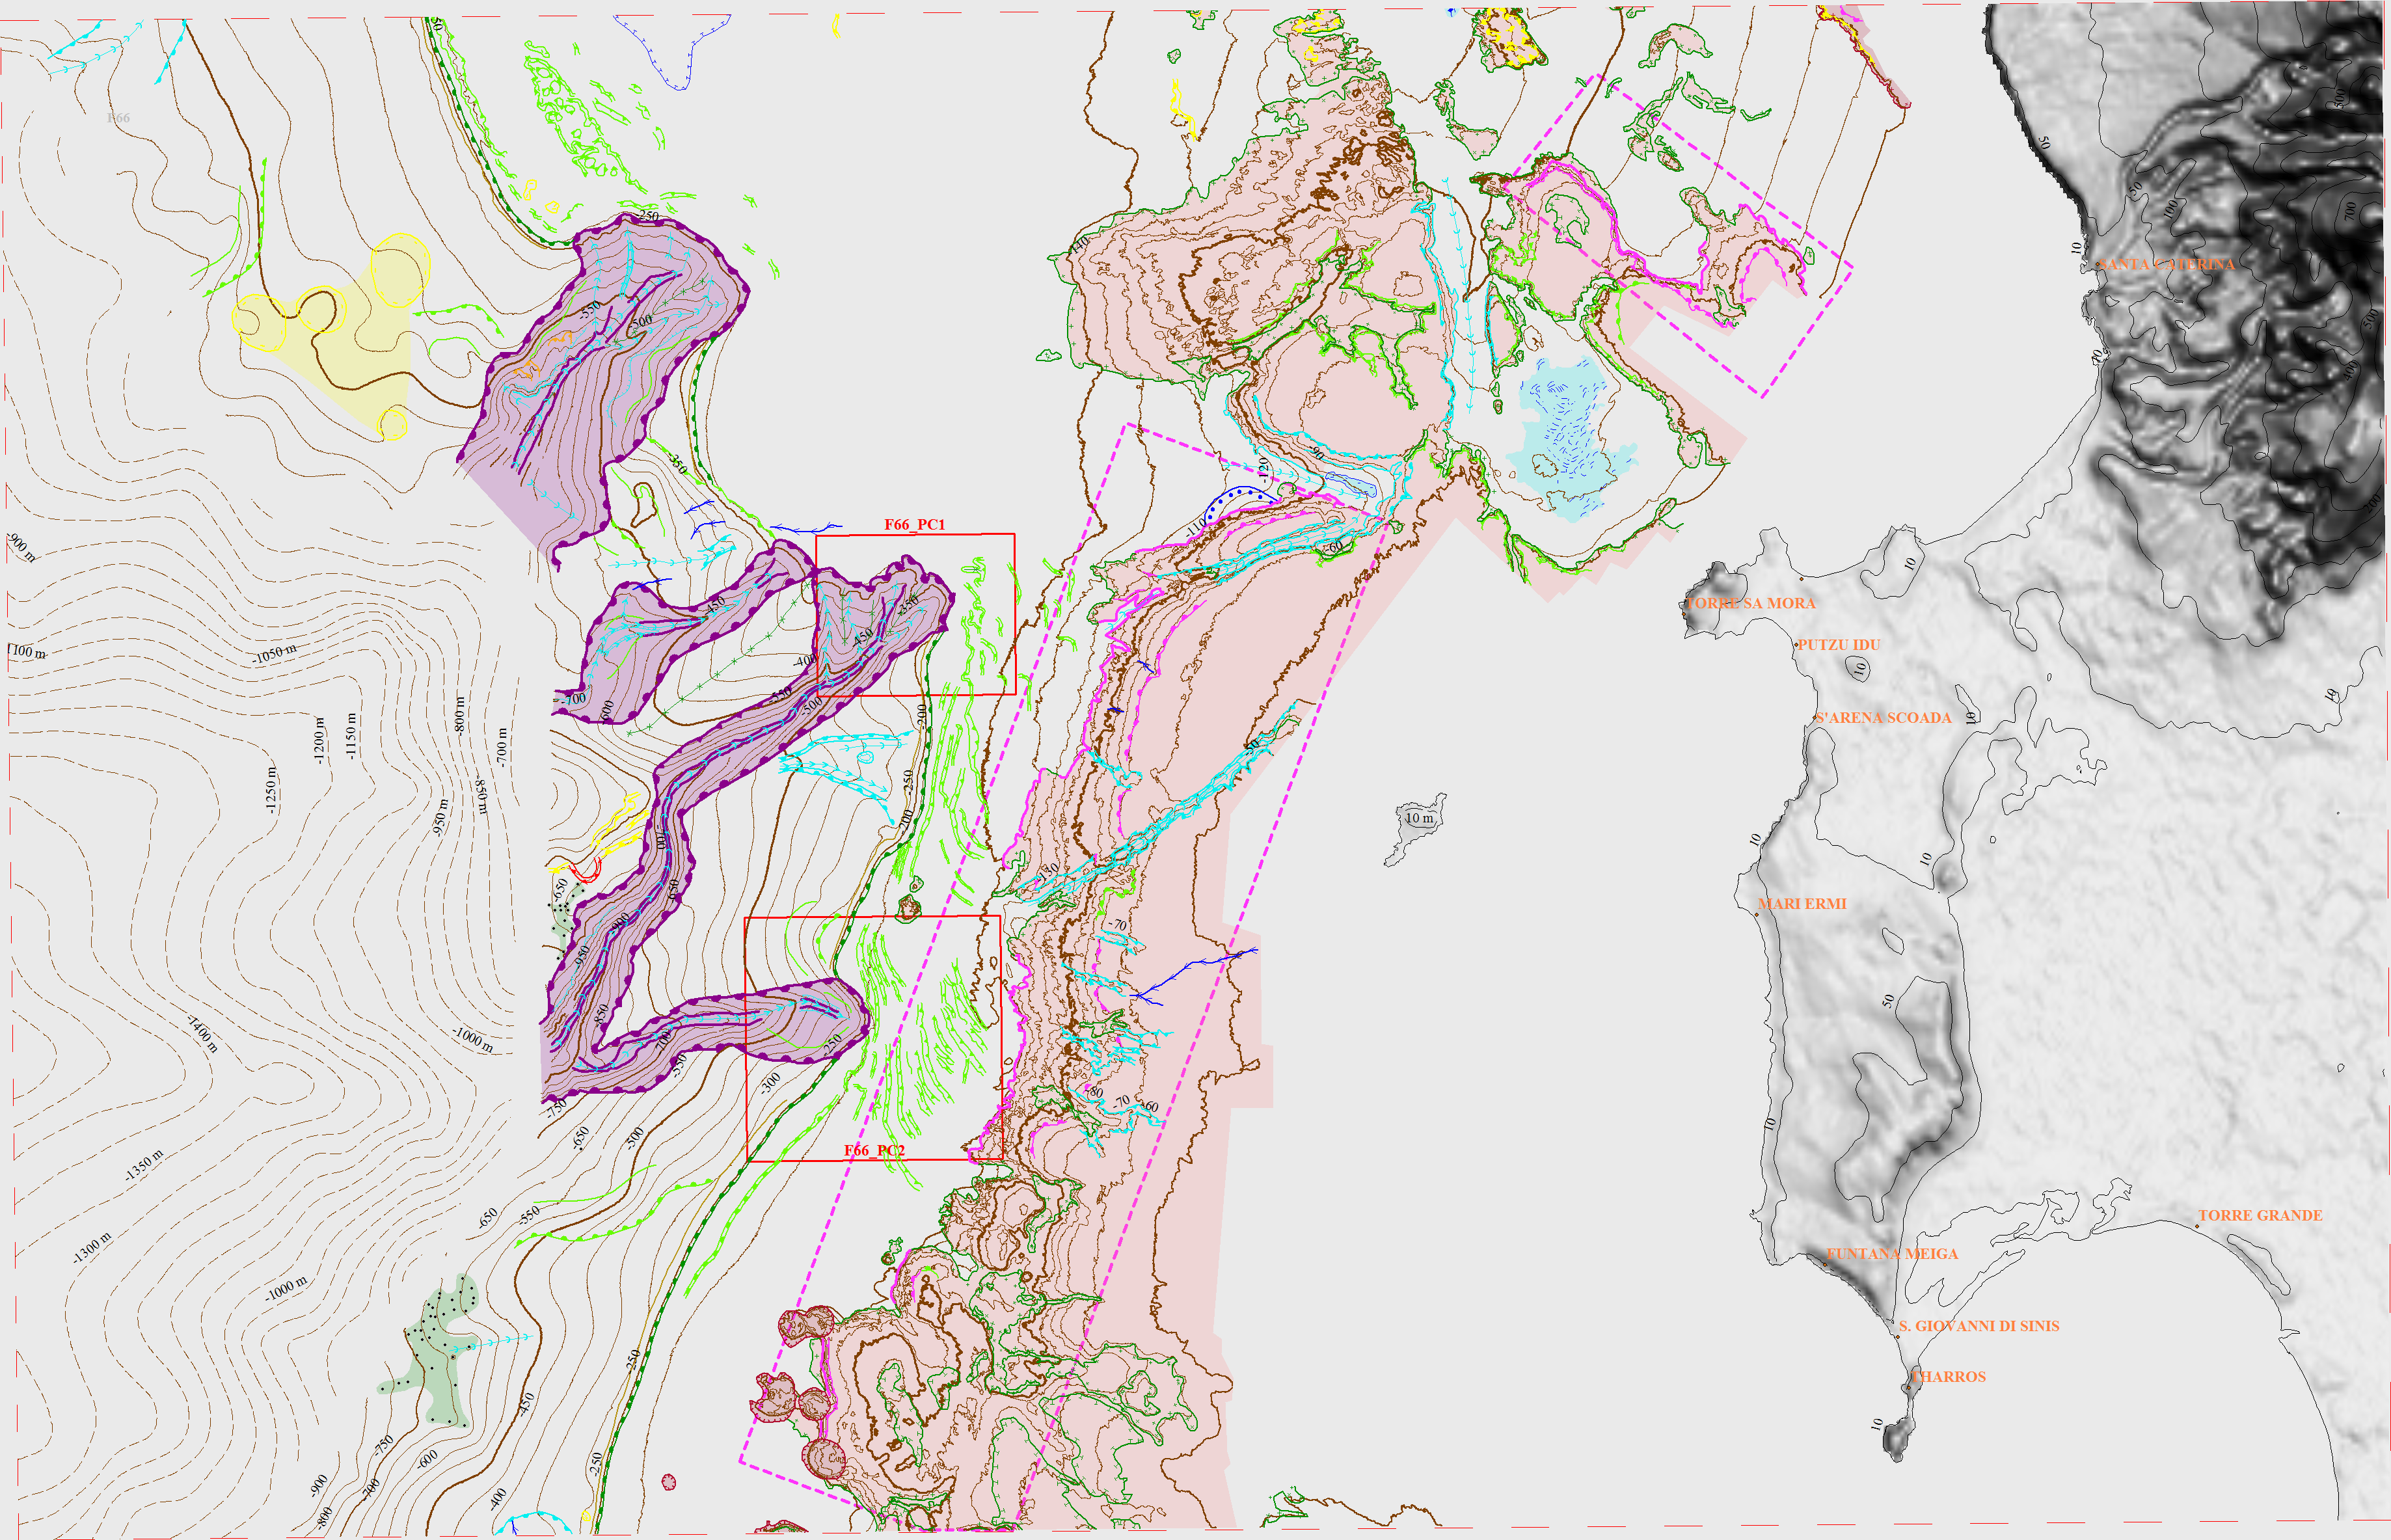 50
F66
-250
500
50
50
100
700
-140
10
SANTA CATERINA
-550
-500
500
10
400
-350
-90
-120
200
-900 m
F66_PC1
-110
-60
10
-450
-350
TORRE SA MORA
-450
PUTZU IDU
1100 m
-1050 m
-400
10
-700
-550
600
-500
-200
S'ARENA SCOADA
10
10
-800 m
-1200 m
-1150 m
-700 m
-50
-250
-1250 m
-850 m
-950 m
-200
10 m
10
-700
10
-650
650
MARI ERMI
-900
-70
950
50
-850
-1400 m
-1000 m
-700
-250
-550
-300
-80
-70
-60
-750
10
-650
-500
F66_PC2
-1350 m
-650
-550
TORRE GRANDE
-1300 m
FUNTANA MEIGA
-1000 m
S. GIOVANNI DI SINIS
-250
THARROS
-450
10
-750
-600
-250
-900
-700
-400
-800